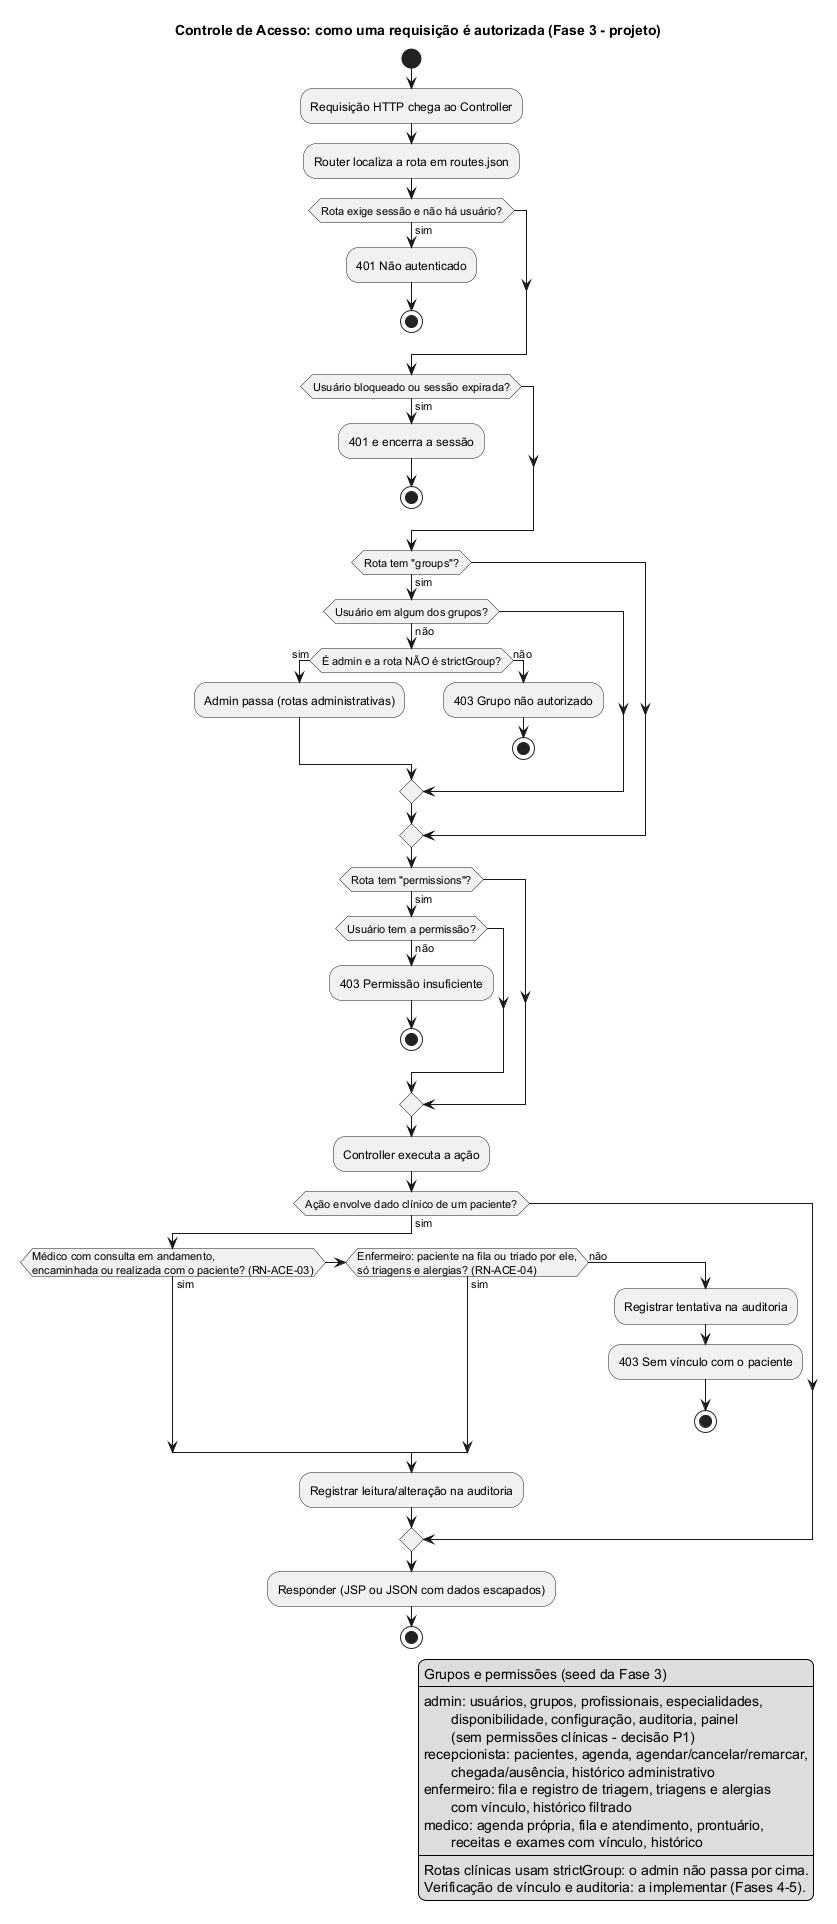 Controle de Acesso: como uma requisição é autorizada (Fase 3 - projeto)
Requisição HTTP chega ao Controller
Router localiza a rota em routes.json
Rota exige sessão e não há usuário?
sim
401 Não autenticado
Usuário bloqueado ou sessão expirada?
sim
401 e encerra a sessão
Rota tem "groups"?
sim
Usuário em algum dos grupos?
não
sim
É admin e a rota NÃO é strictGroup?
não
Admin passa (rotas administrativas)
403 Grupo não autorizado
Rota tem "permissions"?
sim
Usuário tem a permissão?
não
403 Permissão insuficiente
Controller executa a ação
Ação envolve dado clínico de um paciente?
sim
Médico com consulta em andamento,
encaminhada ou realizada com o paciente? (RN-ACE-03)
sim
Enfermeiro: paciente na fila ou triado por ele,
só triagens e alergias? (RN-ACE-04)
sim
não
Registrar tentativa na auditoria
403 Sem vínculo com o paciente
Registrar leitura/alteração na auditoria
Responder (JSP ou JSON com dados escapados)
Grupos e permissões (seed da Fase 3)
admin: usuários, grupos, profissionais, especialidades,
disponibilidade, configuração, auditoria, painel
(sem permissões clínicas - decisão P1)
recepcionista: pacientes, agenda, agendar/cancelar/remarcar,
chegada/ausência, histórico administrativo
enfermeiro: fila e registro de triagem, triagens e alergias
com vínculo, histórico filtrado
medico: agenda própria, fila e atendimento, prontuário,
receitas e exames com vínculo, histórico
Rotas clínicas usam strictGroup: o admin não passa por cima.
Verificação de vínculo e auditoria: a implementar (Fases 4-5).